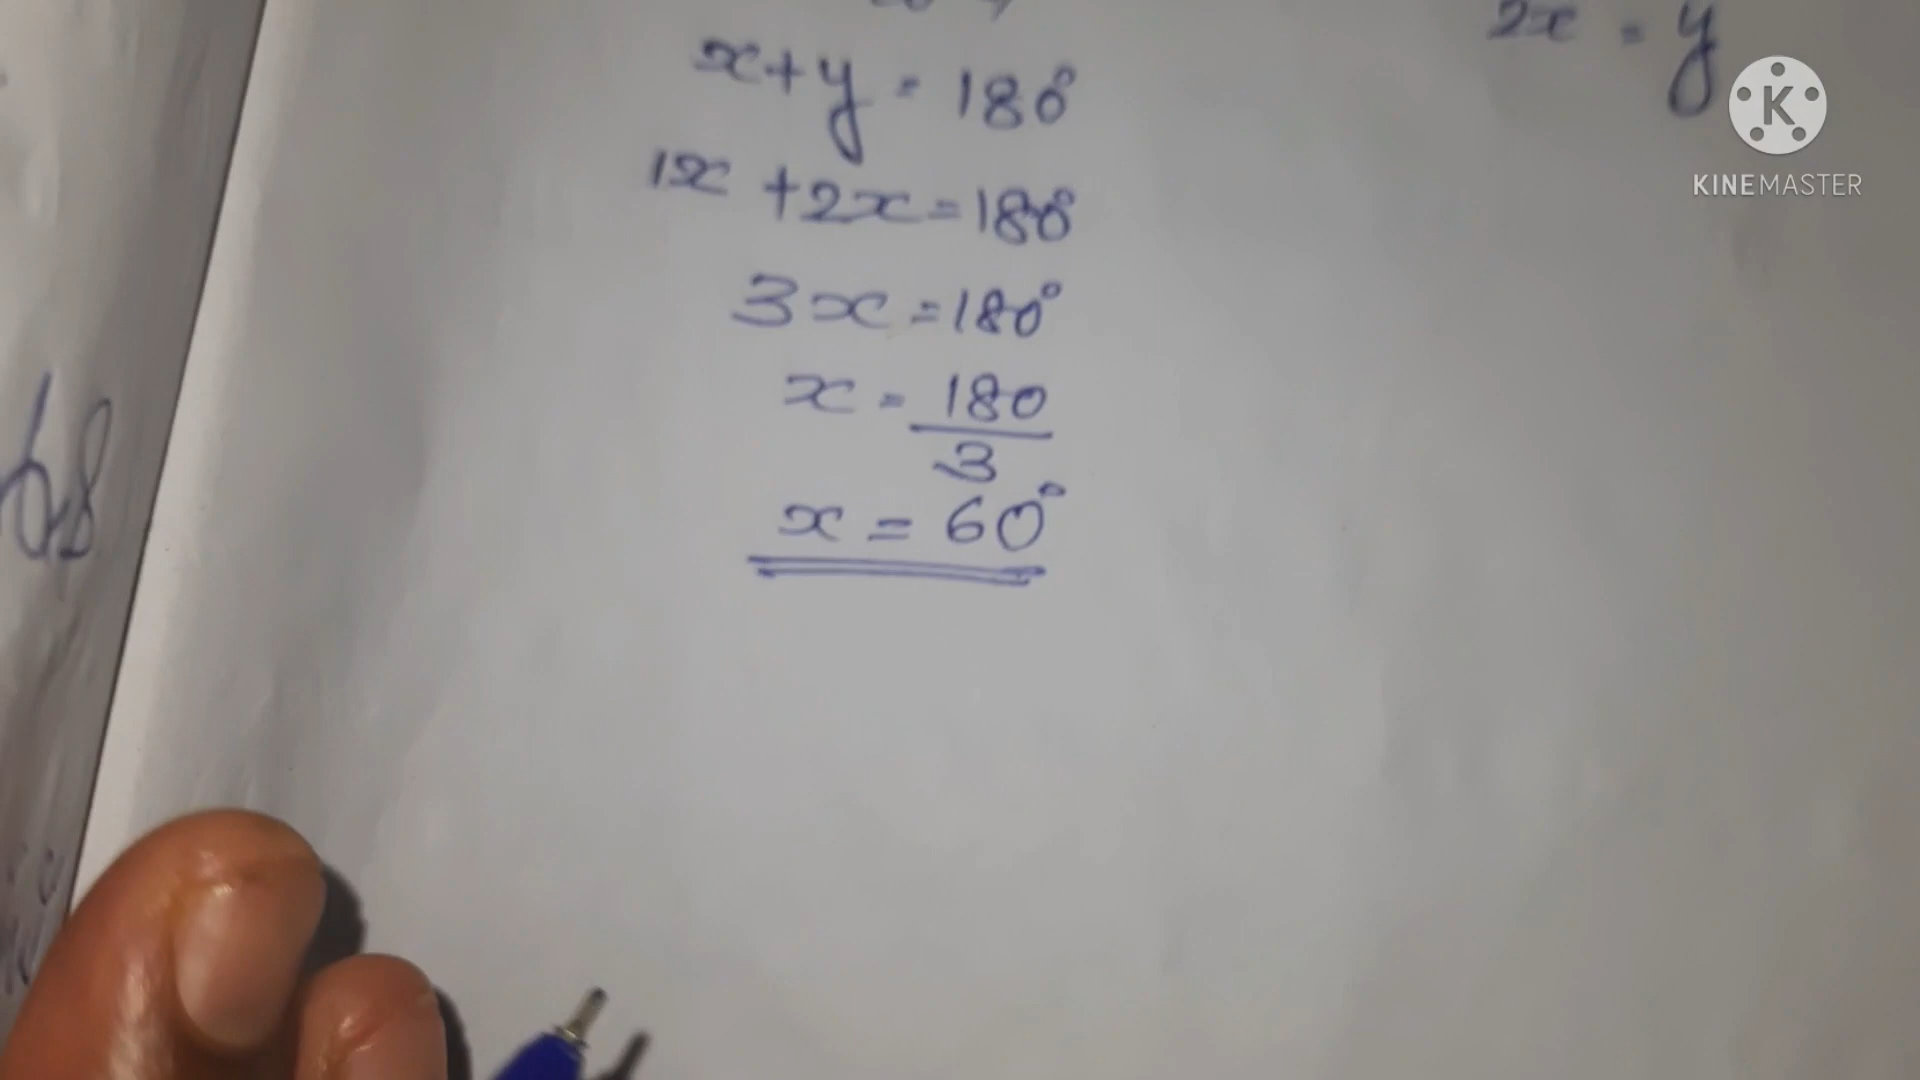 2x = y
x+y = 180°
1x +2x=180°
3x=180°
x = 180
3
x = 60°
K
KINEMASTER